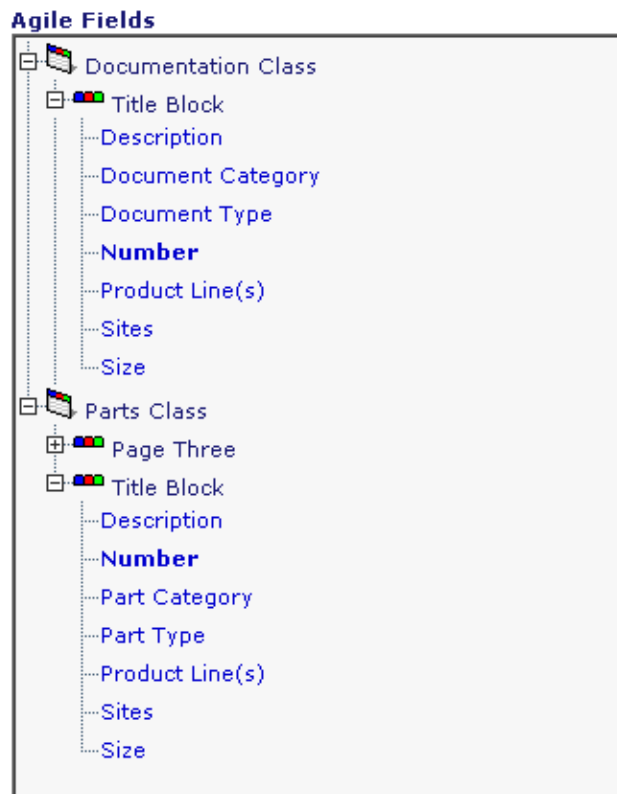 Agile Fields
Documentation Class
Title Block
Description
Document Category
Document Type
Number
Product Line(s)
Sites
Size
Parts Class
Page Three
Title Block
Description
Number
Part Category
Part Type
Product Line(s)
Sites
Size